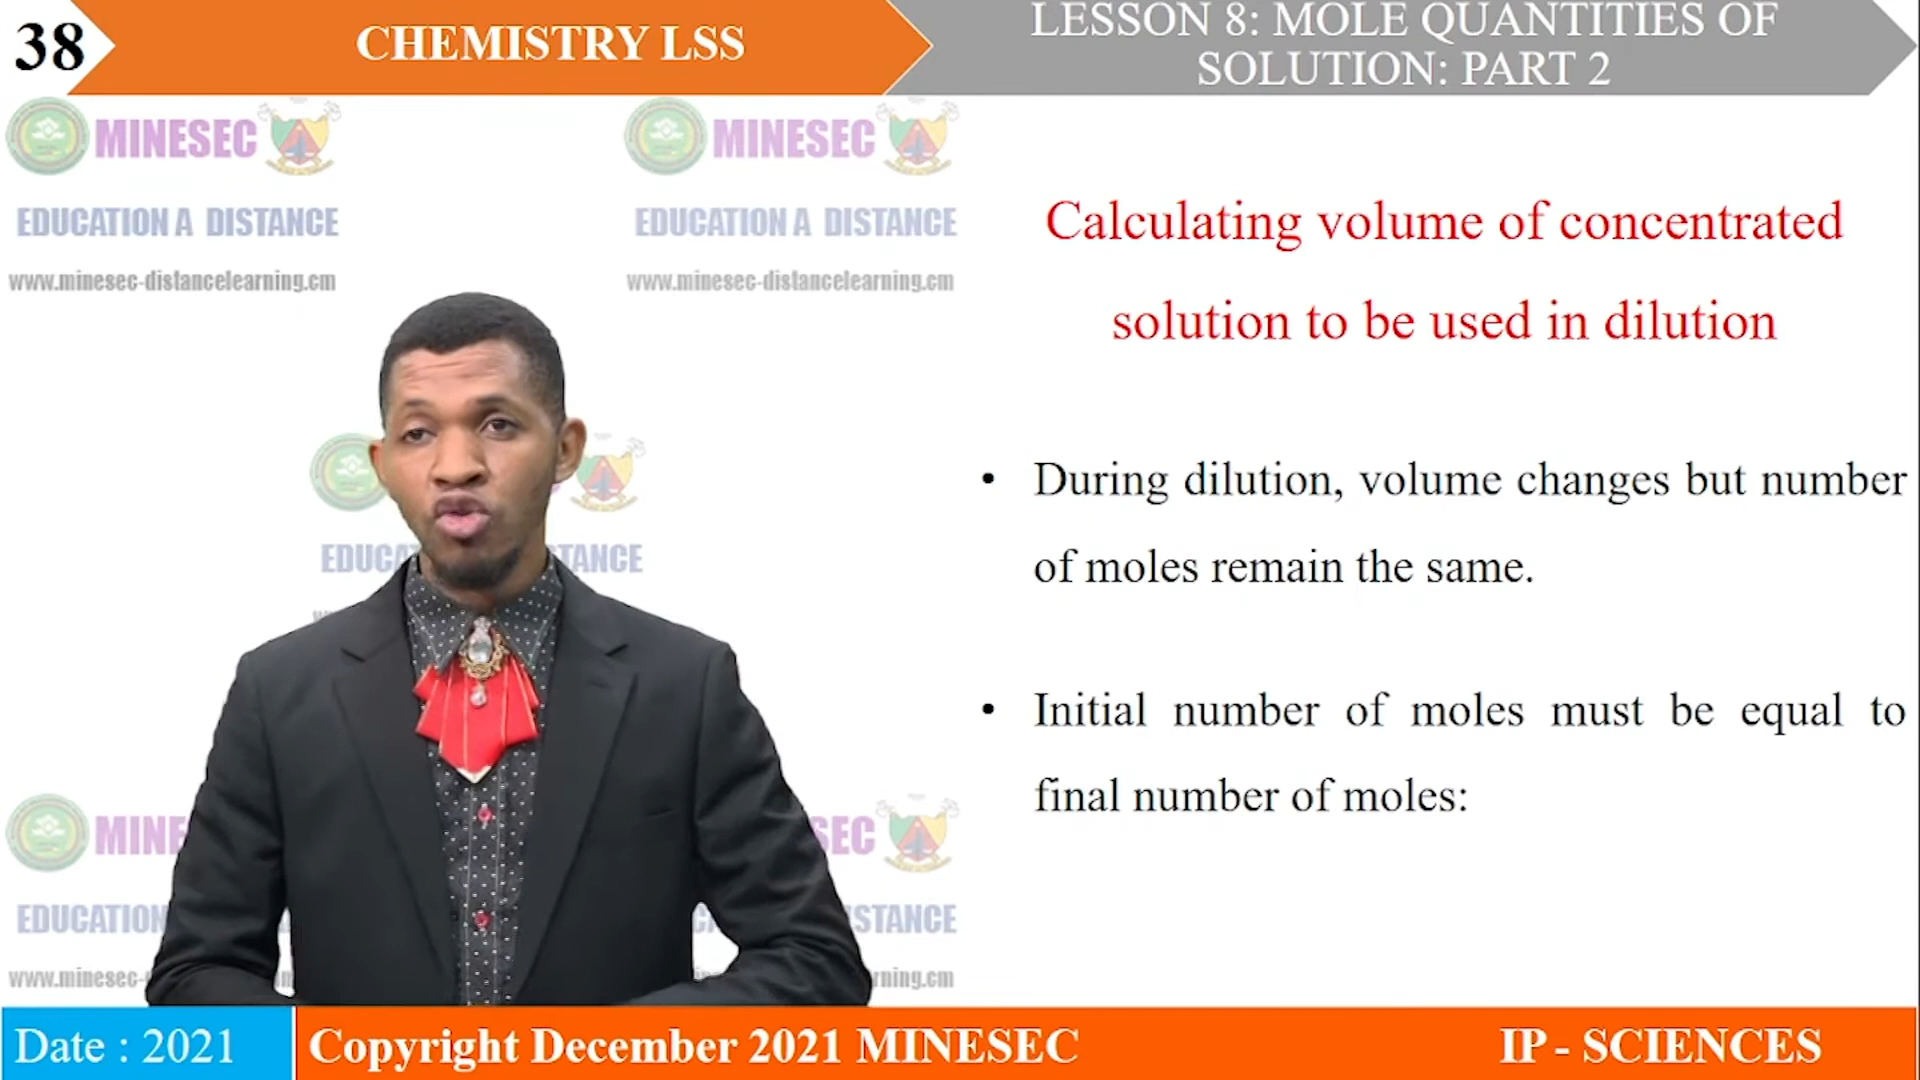 38
CHEMISTRY LSS
LESSON 8: MOLE QUANTITIES OF
SOLUTION: PART 2
MINESEC
MINESEC
EDUCATION A DISTANCE
EDUCATION A DISTANCE
www.minesec-distancelearning.cm
www.minesec-distancelearning.cm
Calculating volume of concentrated
solution to be used in dilution
• During dilution, volume changes but number
of moles remain the same.
• Initial number of moles must be equal to
final number of moles:
Date : 2021
Copyright December 2021 MINESEC
IP - SCIENCES